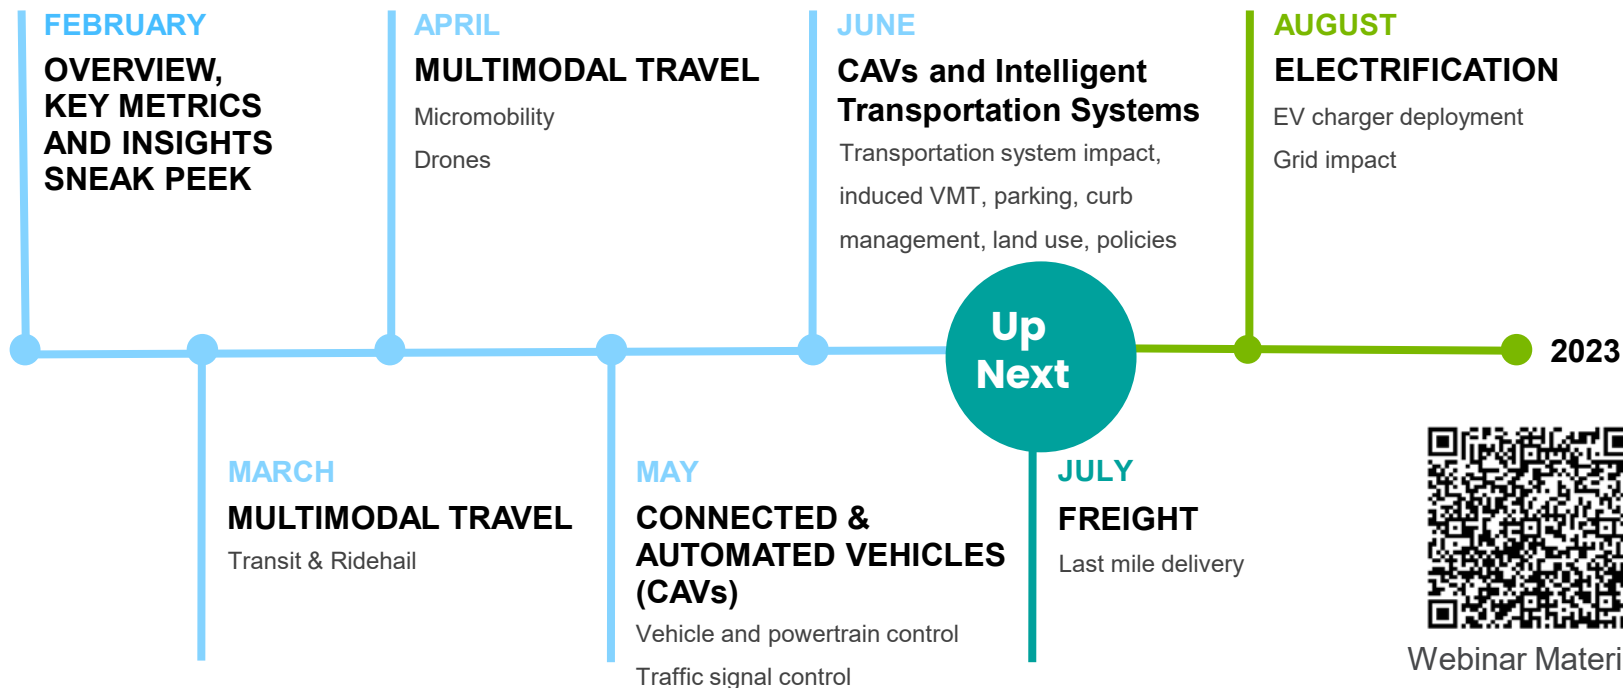 FEBRUARY
OVERVIEW,
KEY METRICS
AND INSIGHTS
SNEAK PEEK
APRIL
MULTIMODAL TRAVEL
Micromobility
Drones
JUNE
CAVs and Intelligent
Transportation Systems
Transportation system impact,
induced VMT, parking, curb
management, land use, policies
AUGUST
ELECTRIFICATION
EV charger deployment
Grid impact
Up
Next
2023
MARCH
MULTIMODAL TRAVEL
Transit & Ridehail
MAY
CONNECTED &
AUTOMATED VEHICLES
(CAVs)
Vehicle and powertrain control
Traffic signal control
JULY
FREIGHT
Last mile delivery
Webinar Materi